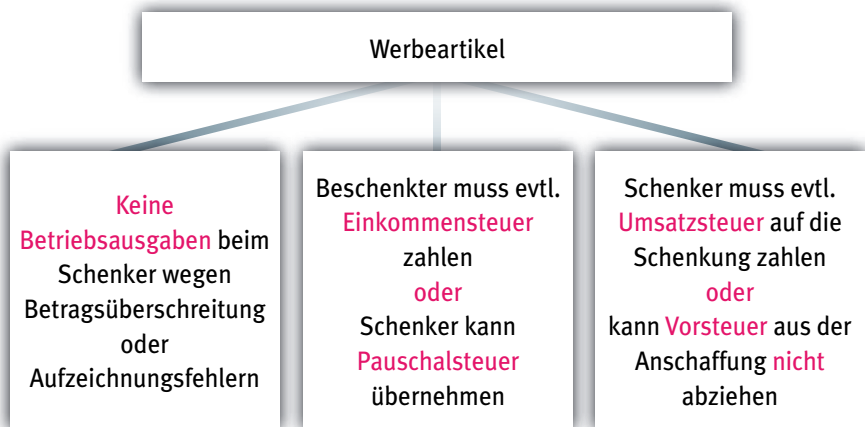 Werbeartikel
Keine
Betriebsausgaben beim
Schenker wegen
Betragsüberschreitung
oder
Aufzeichnungsfehlern
Beschenkter muss evtl.
Einkommensteuer
zahlen
oder
Schenker kann
Pauschalsteuer
übernehmen
Schenker muss evtl.
Umsatzsteuer auf die
Schenkung zahlen
oder
kann Vorsteuer aus der
Anschaffung nicht
abziehen